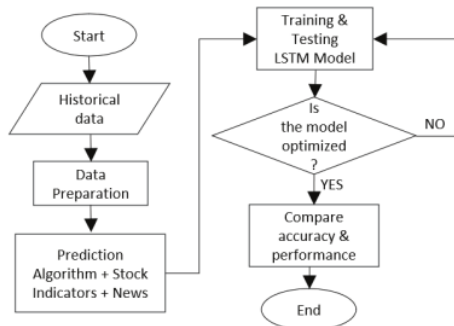 Start
Historical
data
Data
Preparation
Prediction
Algorithm + Stock
Indicators + News
Training &
Testing
LSTM Model
Is
the model
optimized
?
NO
YES
Compare
accuracy &
performance
End